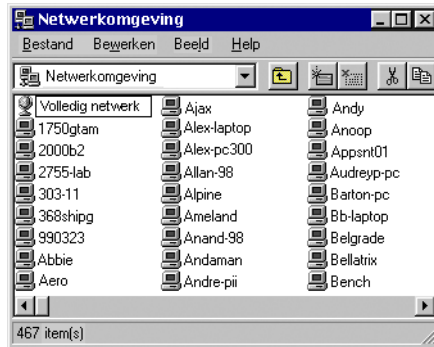 Netwerkomgeving
Bestand Bewerken Beeld Help
Netwerkomgeving
Volledig netwerk
1750gtam
2000b2
2755-lab
303-11
368shipg
990323
Abbie
Aero
Ajax
Alex-laptop
Alex-pc300
Allan-98
Alpine
Ameland
Anand-98
Andaman
Andre-pii
Andy
Anoop
Appsnt01
Audreyp-pc
Barton-pc
Bb-laptop
Belgrade
Bellatrix
Bench
467 item(s)